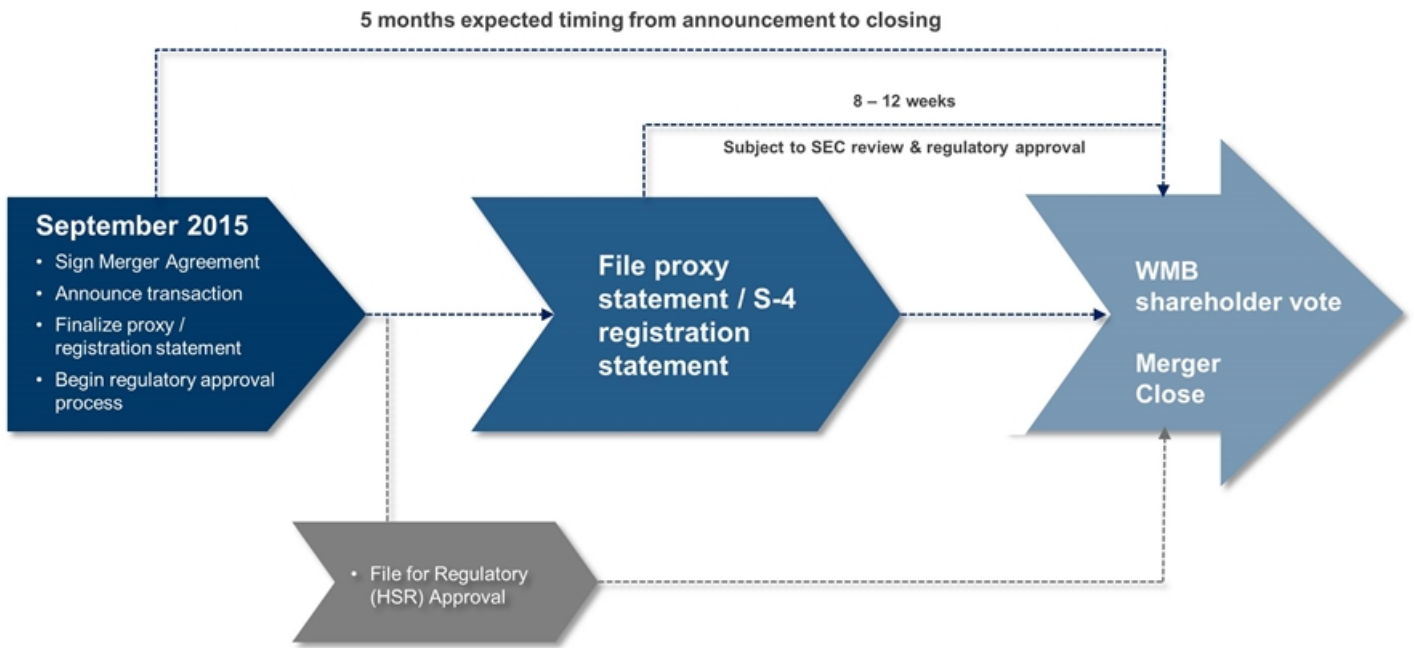 5 months expected timing from announcement to closing
8 – 12 weeks
Subject to SEC review & regulatory approval
September 2015
• Sign Merger Agreement
• Announce transaction
• Finalize proxy /
registration statement
• Begin regulatory approval
process
File proxy
statement / S-4
registration
statement
WMB
shareholder vote
Merger
Close
• File for Regulatory
(HSR) Approval